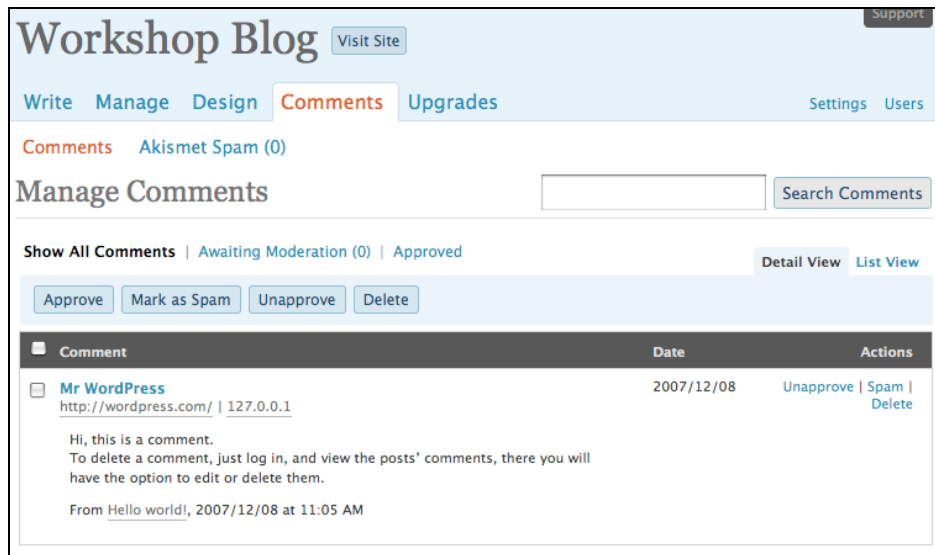 Support
Workshop Blog Visit Site
Write Manage Design Comments Upgrades Settings Users
Comments Akismet Spam (0)
Manage Comments Search Comments
Show All Comments | Awaiting Moderation (0) | Approved
Detail View List View
Approve Mark as Spam Unapprove Delete
Comment Date Actions
Mr WordPress 2007/12/08 Unapprove | Spam |
http://wordpress.com/ | 127.0.0.1 Delete
Hi, this is a comment.
To delete a comment, just log in, and view the posts' comments, there you will
have the option to edit or delete them.
From Hello world!, 2007/12/08 at 11:05 AM